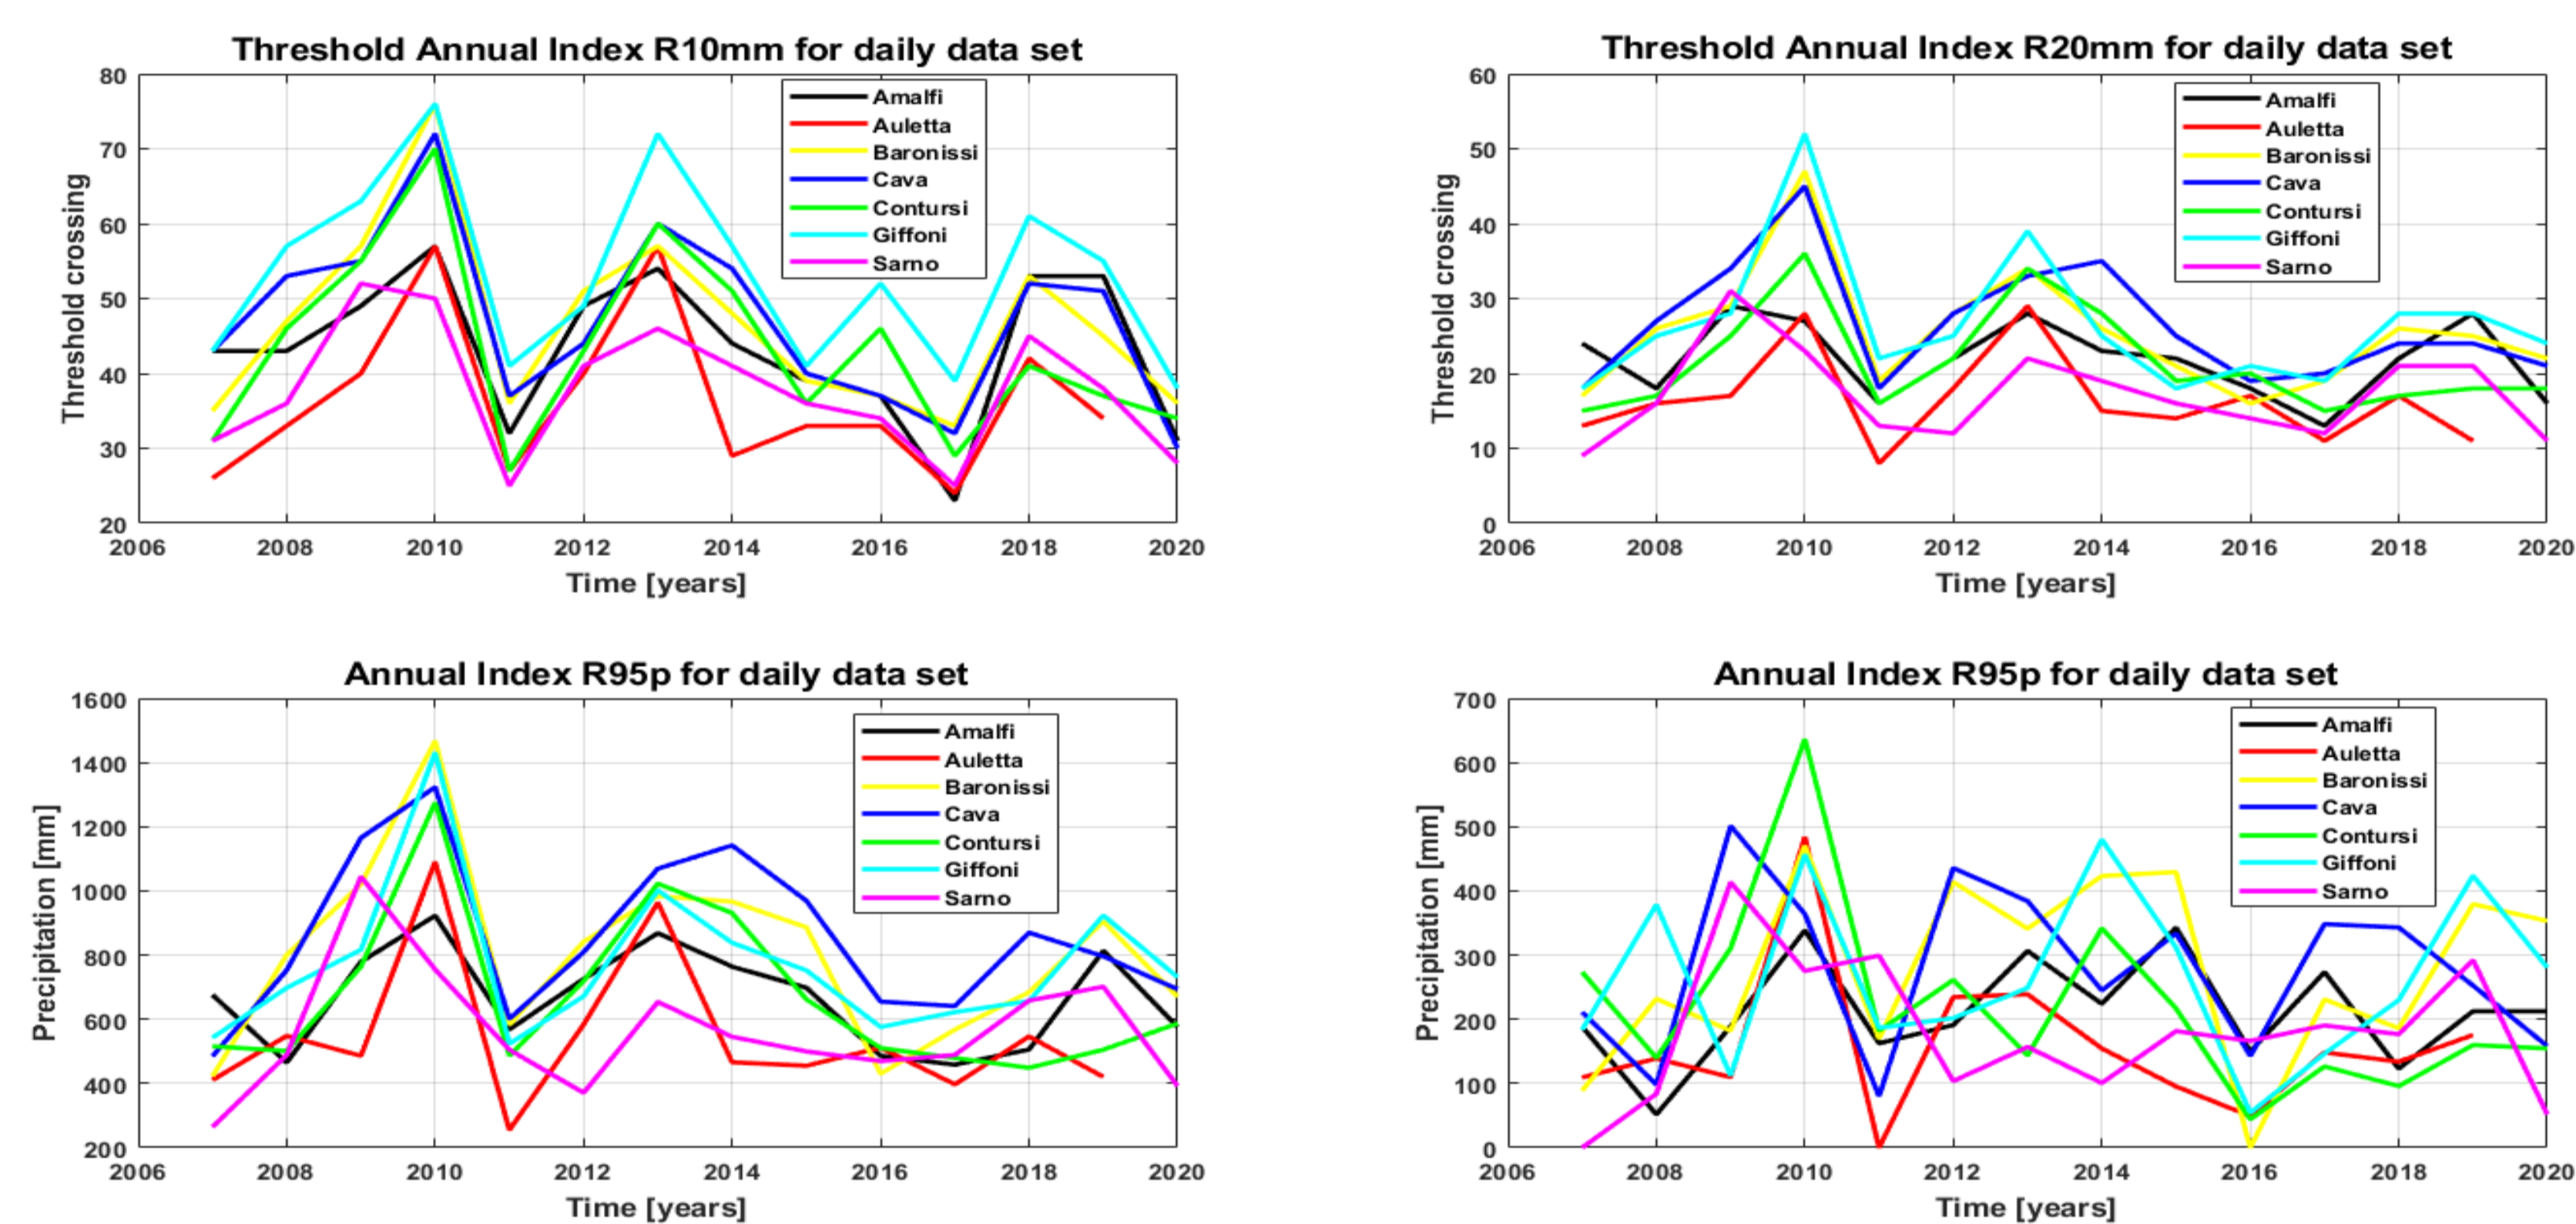 Threshold Annual Index R10mm for daily data set
80
70
60
50
40
30
20
Threshold crossing
Amalfi
Auletta
Baronissi
Cava
Contursi
Giffoni
Sarno
2006 2008 2010 2012 2014 2016 2018 2020
Time [years]
Threshold Annual Index R20mm for daily data set
60
50
40
30
20
10
0
Threshold crossing
Amalfi
Auletta
Baronissi
Cava
Contursi
Giffoni
Sarno
2006 2008 2010 2012 2014 2016 2018 2020
Time [years]
Annual Index R95p for daily data set
1600
1400
1200
1000
800
600
400
200
Precipitation [mm]
Amalfi
Auletta
Baronissi
Cava
Contursi
Giffoni
Sarno
2006 2008 2010 2012 2014 2016 2018 2020
Time [years]
Annual Index R95p for daily data set
700
600
500
400
300
200
100
0
Precipitation [mm]
Amalfi
Auletta
Baronissi
Cava
Contursi
Giffoni
Sarno
2006 2008 2010 2012 2014 2016 2018 2020
Time [years]